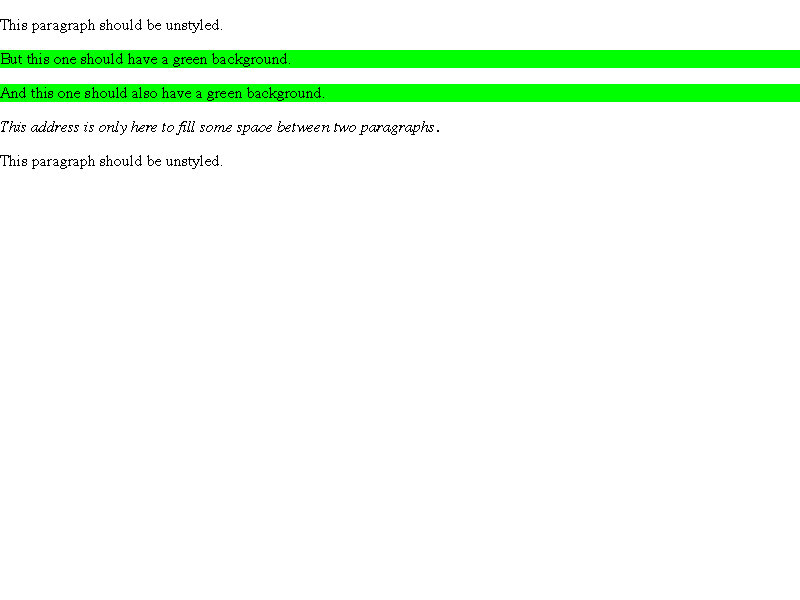 This paragraph should be unstyled.
But this one should have a green background.
And this one should also have a green background.
This address is only here to fill some space between two paragraphs.
This paragraph should be unstyled.